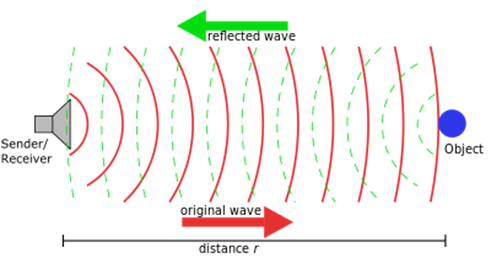 reflected wave
Sender/
Receiver
Object
original wave
distance r